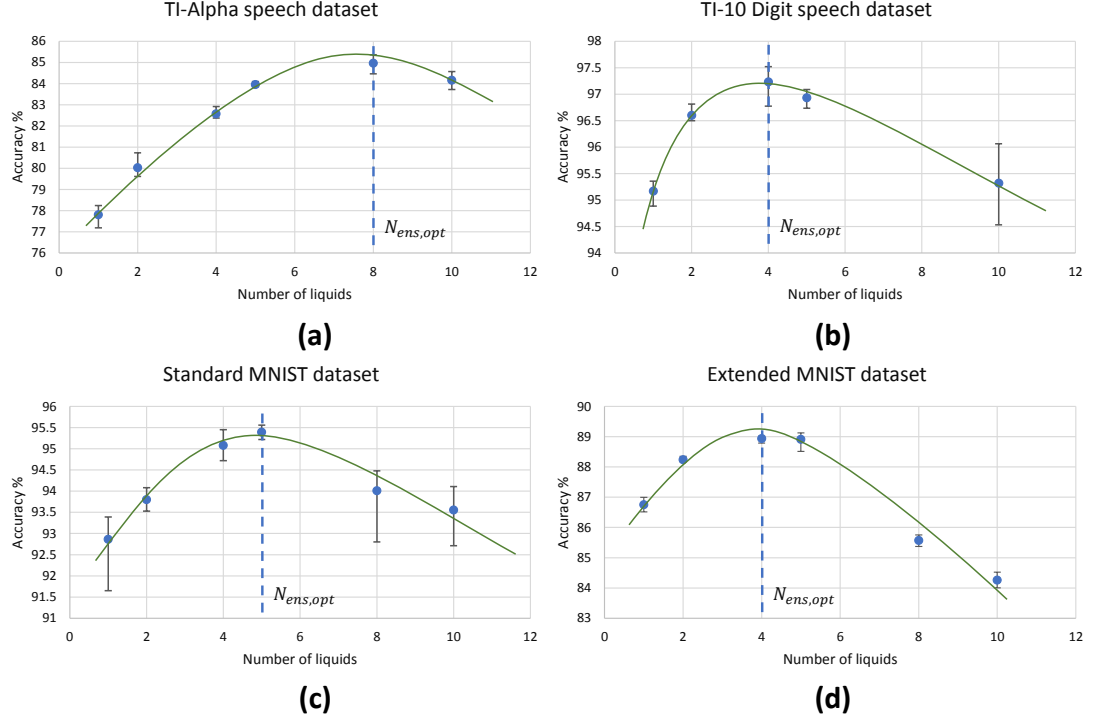 TI-Alpha speech dataset
Accuracy %
86
85
84
83
82
81
80
79
78
77
76
0 2 4 6 8 10 12
N_{ens,opt}
Number of liquids
(a)
TI-10 Digit speech dataset
Accuracy %
98
97.5
97
96.5
96
95.5
95
94.5
94
0 2 4 6 8 10 12
N_{ens,opt}
Number of liquids
(b)
Standard MNIST dataset
Accuracy %
96
95.5
95
94.5
94
93.5
93
92.5
92
91.5
91
0 2 4 6 8 10 12
N_{ens,opt}
Number of liquids
(c)
Extended MNIST dataset
Accuracy %
90
89
88
87
86
85
84
83
0 2 4 6 8 10 12
N_{ens,opt}
Number of liquids
(d)